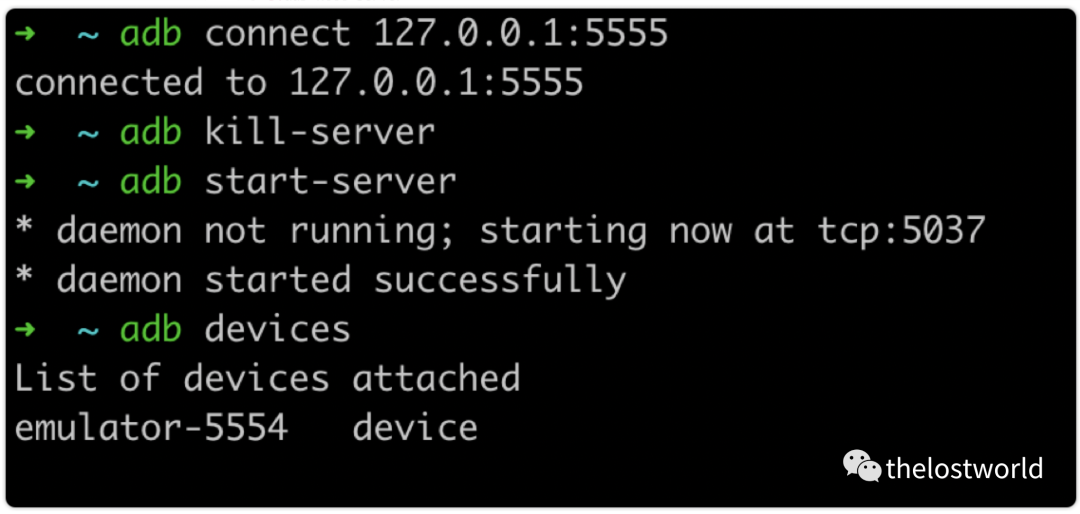 ➜ ~ adb connect 127.0.0.1:5555
connected to 127.0.0.1:5555
➜ ~ adb kill-server
➜ ~ adb start-server
* daemon not running; starting now at tcp:5037
* daemon started successfully
➜ ~ adb devices
List of devices attached
emulator-5554 device
thelostworld